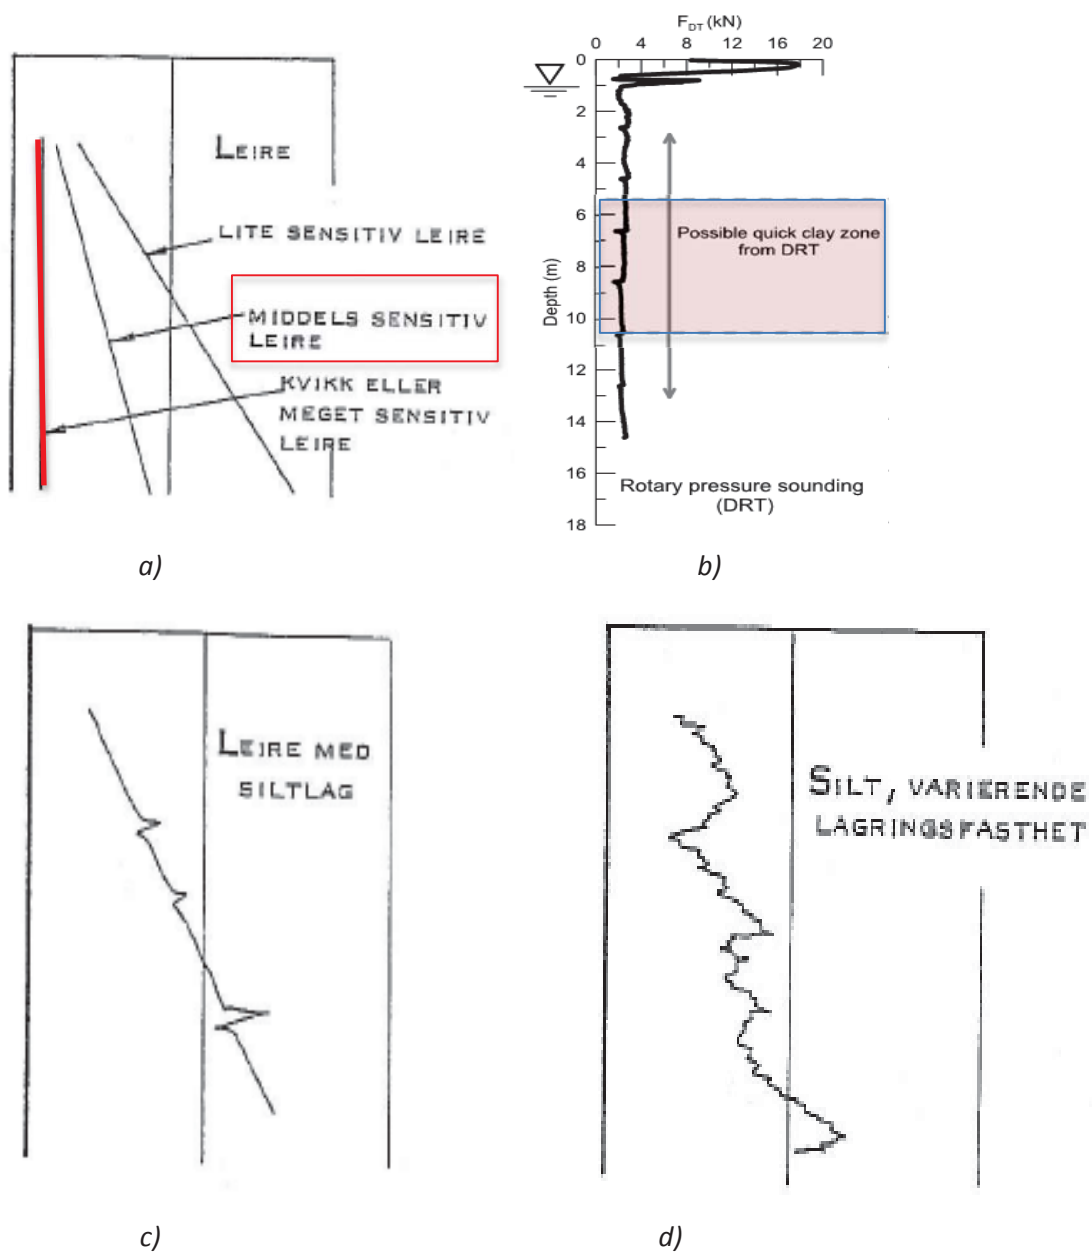 LEIRE
LITE SENSITIV LEIRE
MIDDELS SENSITIV
LEIRE
KVIKK ELLER
MEGET SENSITIV
LEIRE
a)
F_DT (kN)
0 4 8 12 16 20
0
2
4
6
8
10
12
14
16
18
Depth (m)
Possible quick clay zone
from DRT
Rotary pressure sounding
(DRT)
b)
LEIRE MED
SILTLAG
c)
SILT, VARIERENDE
LAGRINGSFASTHET
d)